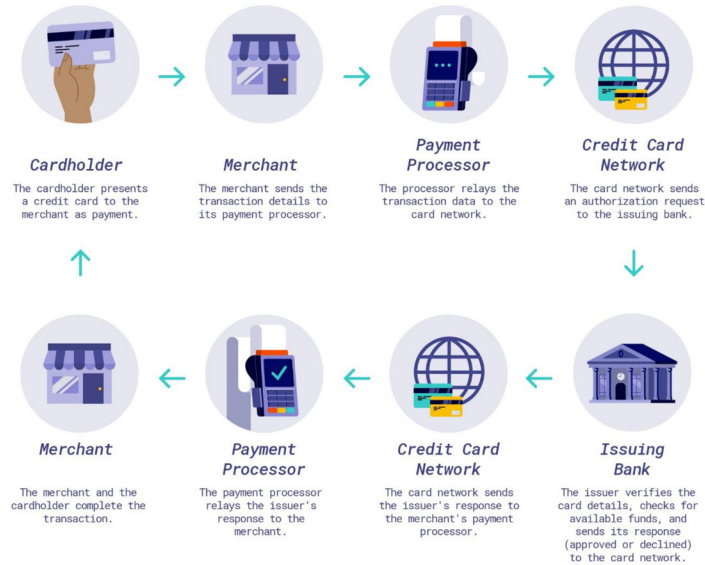 Cardholder
The cardholder presents
a credit card to the
merchant as payment.
Merchant
The merchant sends the
transaction details to
its payment processor.
Payment
Processor
The processor relays the
transaction data to the
card network.
Credit Card
Network
The card network sends
an authorization request
to the issuing bank.
Merchant
The merchant and the
cardholder complete the
transaction.
Payment
Processor
The payment processor
relays the issuer's
response to the
merchant.
Credit Card
Network
The card network sends
the issuer's response to
the merchant's payment
processor.
Issuing
Bank
The issuer verifies the
card details, checks for
available funds, and
sends its response
(approved or declined)
to the card network.